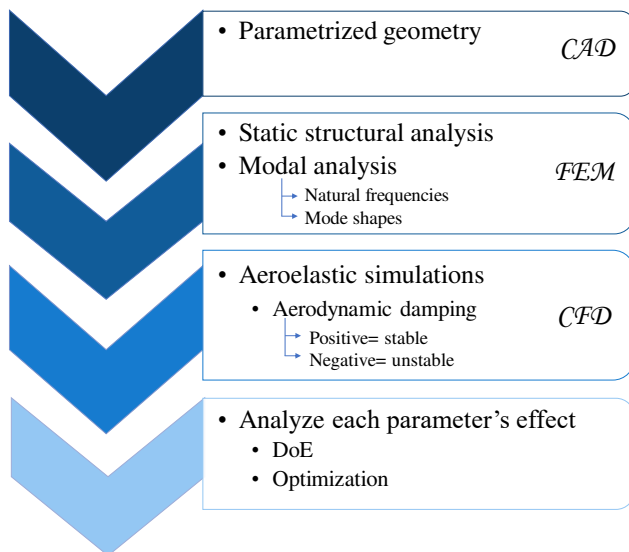 • Parametrized geometry
CAD
• Static structural analysis
• Modal analysis
Natural frequencies
Mode shapes
FEM
• Aeroelastic simulations
• Aerodynamic damping
Positive= stable
Negative= unstable
CFD
• Analyze each parameter's effect
• DoE
• Optimization